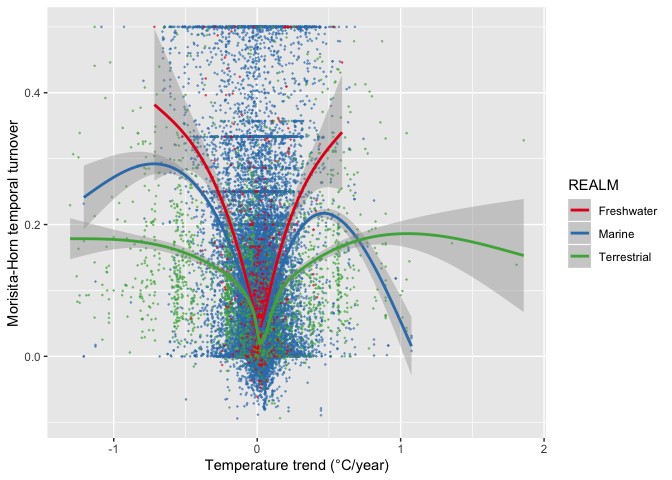 Morisita-Horn temporal turnover
0.4
0.2
0.0
-1
0
1
2
Temperature trend (°C/year)
REALM
Freshwater
Marine
Terrestrial